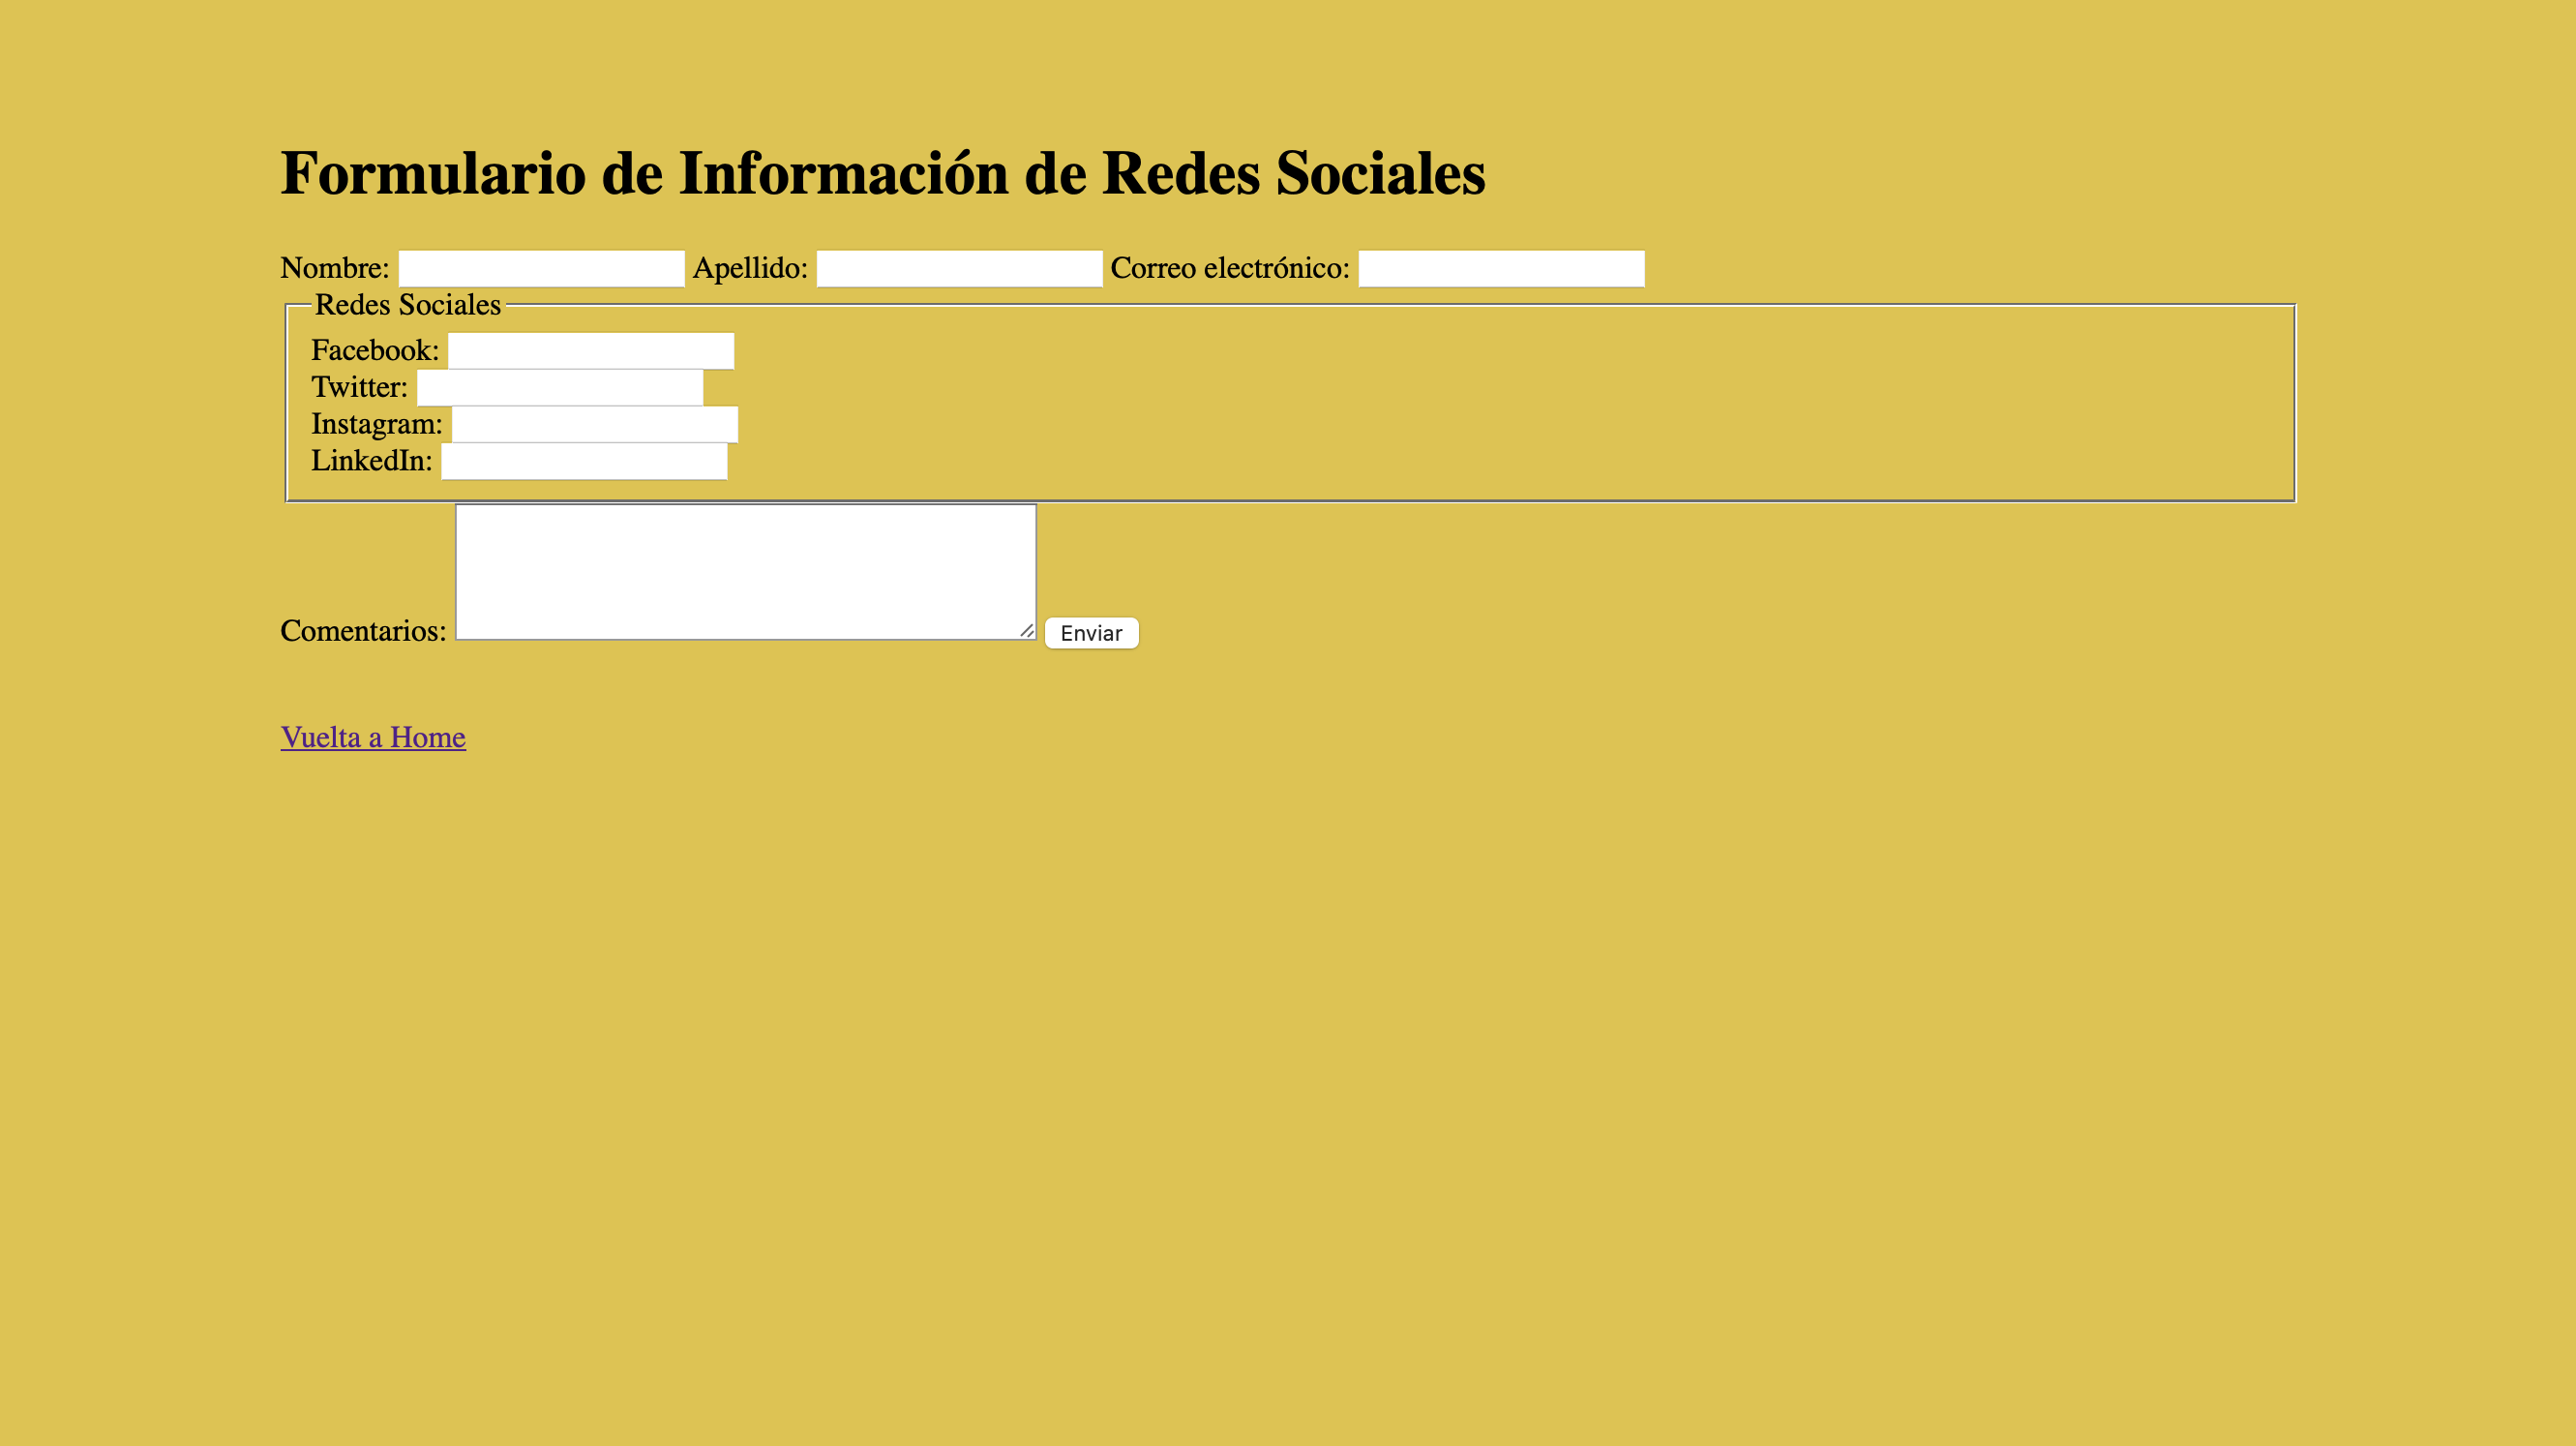 Formulario de Información de Redes Sociales
Nombre: Apellido: Correo electrónico:
Redes Sociales
Facebook:
Twitter:
Instagram:
LinkedIn:
Comentarios: Enviar
Vuelta a Home